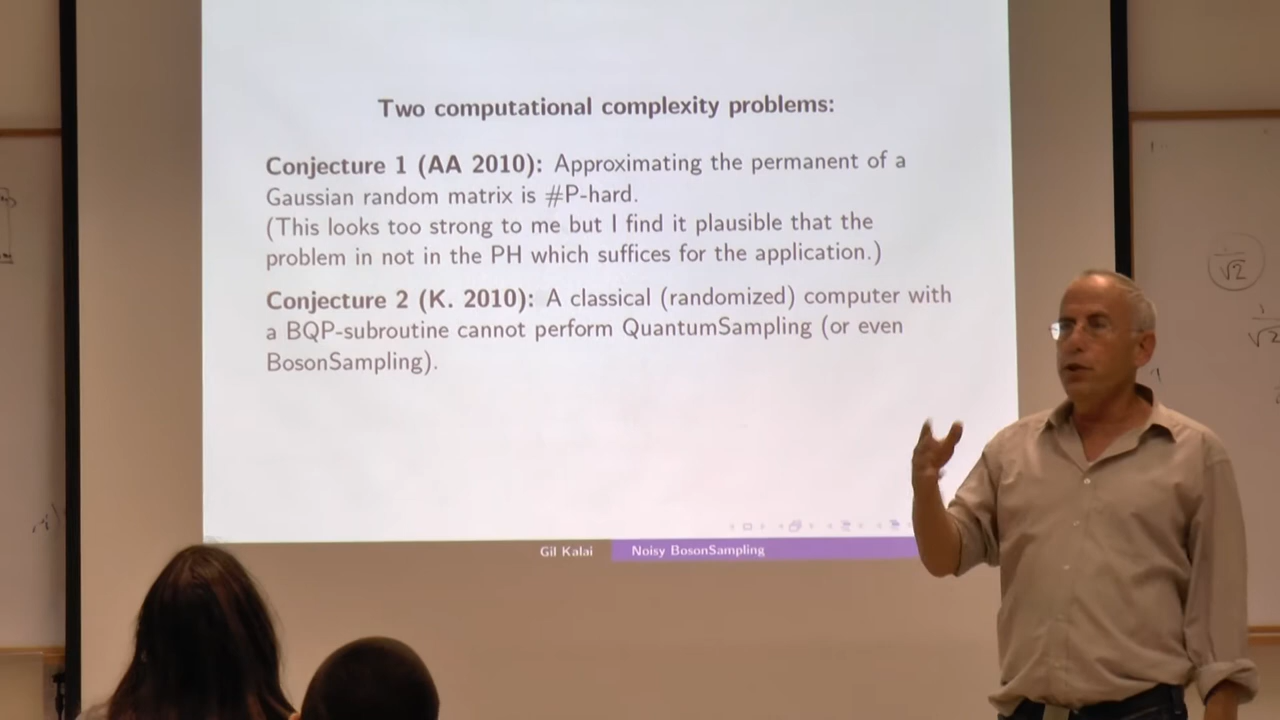 Two computational complexity problems:
Conjecture 1 (AA 2010): Approximating the permanent of a
Gaussian random matrix is #P-hard.
(This looks too strong to me but I find it plausible that the
problem in not in the PH which suffices for the application.)
Conjecture 2 (K. 2010): A classical (randomized) computer with
a BQP-subroutine cannot perform QuantumSampling (or even
BosonSampling).
Gil Kalai Noisy BosonSampling
√2
1
√2